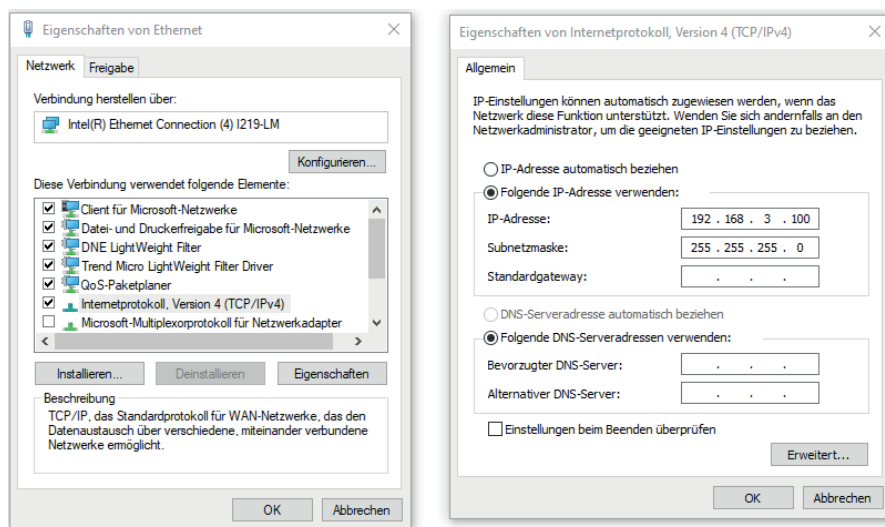 Eigenschaften von Ethernet
Netzwerk
Freigabe
Verbindung herstellen über:
Intel(R) Ethernet Connection (4) I219-LM
Konfigurieren...
Diese Verbindung verwendet folgende Elemente:
Client für Microsoft-Netzwerke
Datei- und Druckerfreigabe für Microsoft-Netzwerke
DNE LightWeight Filter
Trend Micro LightWeight Filter Driver
QoS-Paketplaner
Internetprotokoll, Version 4 (TCP/IPv4)
Microsoft-Multiplexorprotokoll für Netzwerkadapter
Installieren...
Deinstallieren
Eigenschaften
Beschreibung
TCP/IP, das Standardprotokoll für WAN-Netzwerke, das den
Datenaustausch über verschiedene, miteinander verbundene
Netzwerke ermöglicht.
OK
Abbrechen
Eigenschaften von Internetprotokoll, Version 4 (TCP/IPv4)
Allgemein
IP-Einstellungen können automatisch zugewiesen werden, wenn das
Netzwerk diese Funktion unterstützt. Wenden Sie sich andernfalls an den
Netzwerkadministrator, um die geeigneten IP-Einstellungen zu beziehen.
IP-Adresse automatisch beziehen
Folgende IP-Adresse verwenden:
IP-Adresse:
192 . 168 . 3 . 100
Subnetzmaske:
255 . 255 . 255 . 0
Standardgateway:
. . .
DNS-Serveradresse automatisch beziehen
Folgende DNS-Serveradressen verwenden:
Bevorzugter DNS-Server:
. . .
Alternativer DNS-Server:
. . .
Einstellungen beim Beenden überprüfen
Erweitert...
OK
Abbrechen